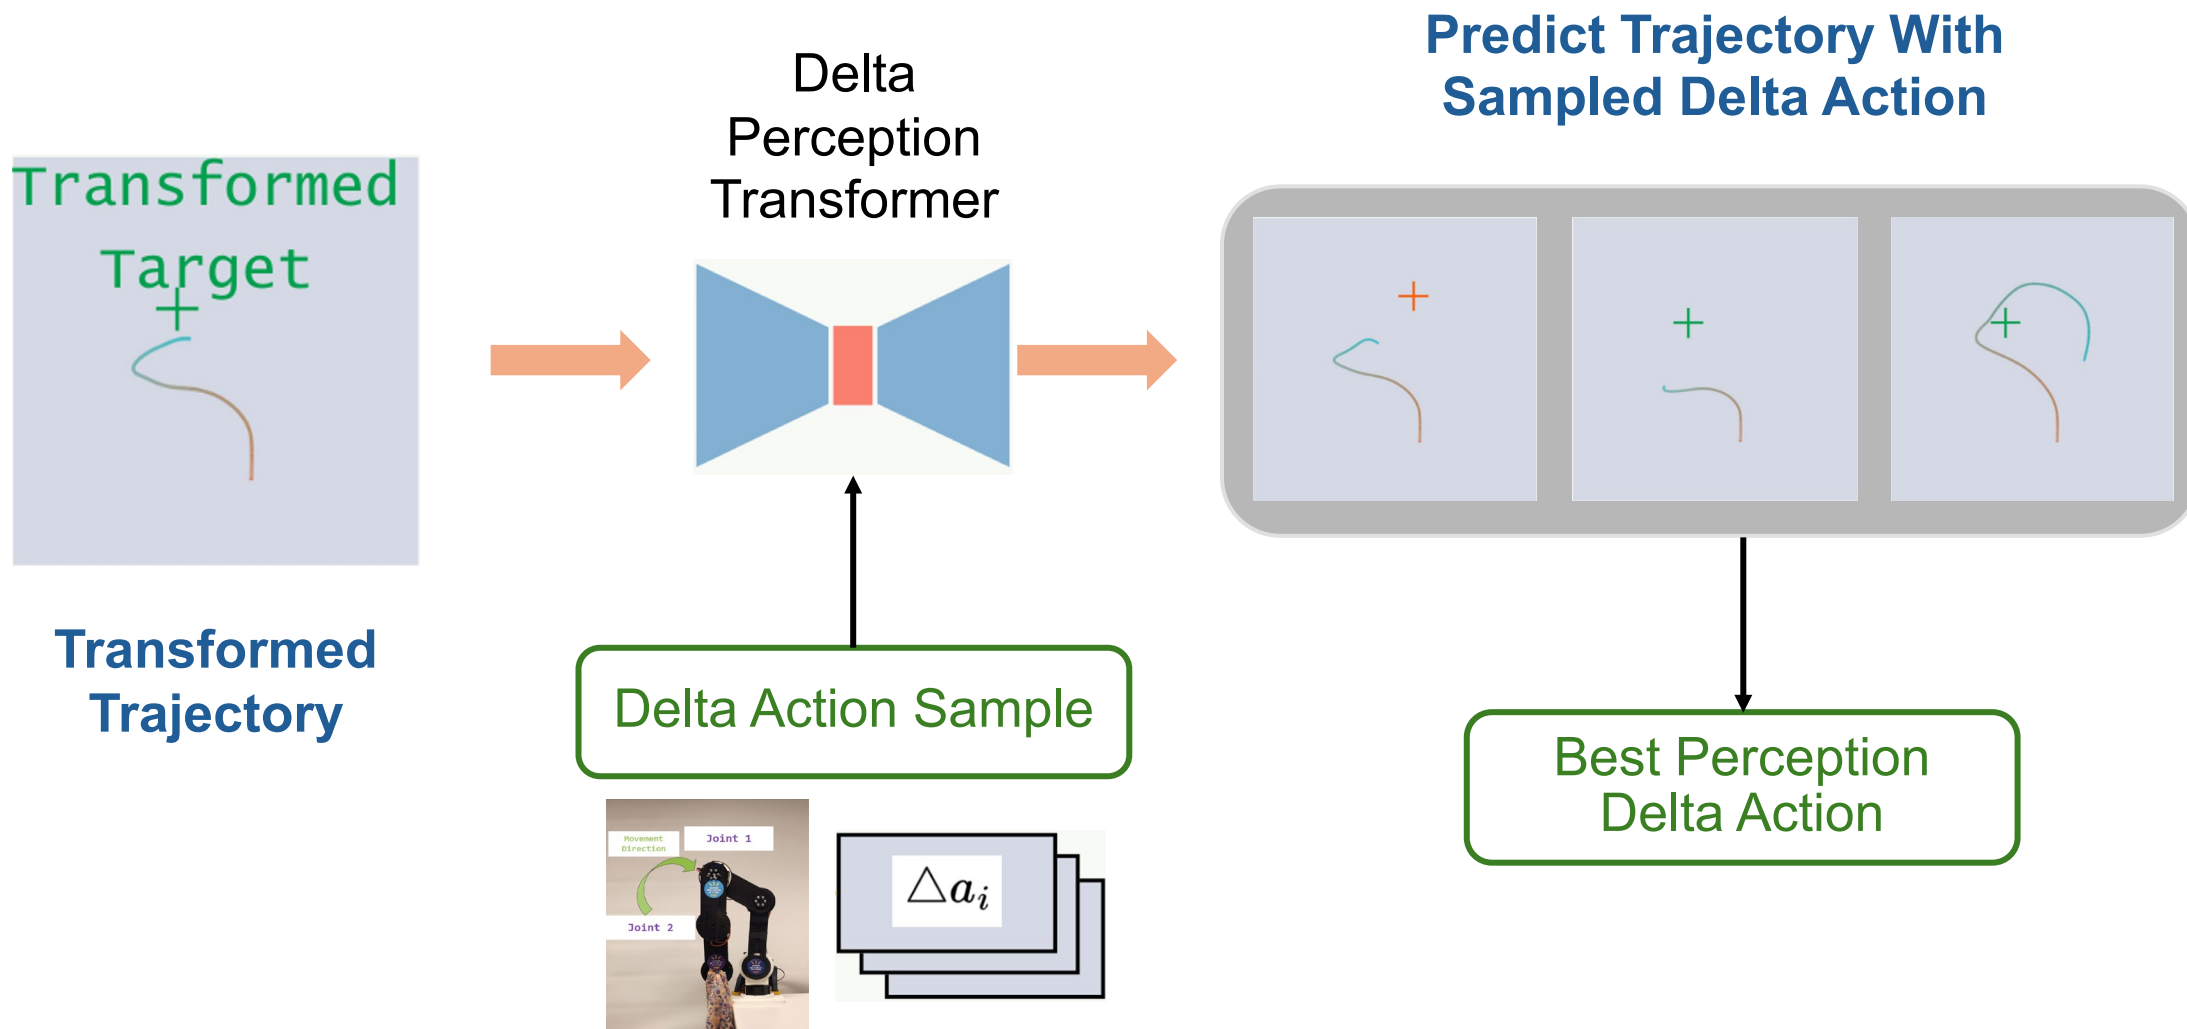 Predict Trajectory With
Sampled Delta Action
Delta
Perception
Transformer
Transformed
Target
Transformed
Trajectory
Delta Action Sample
Best Perception
Delta Action
Movement
Direction
Joint 1
Joint 2
△a_i